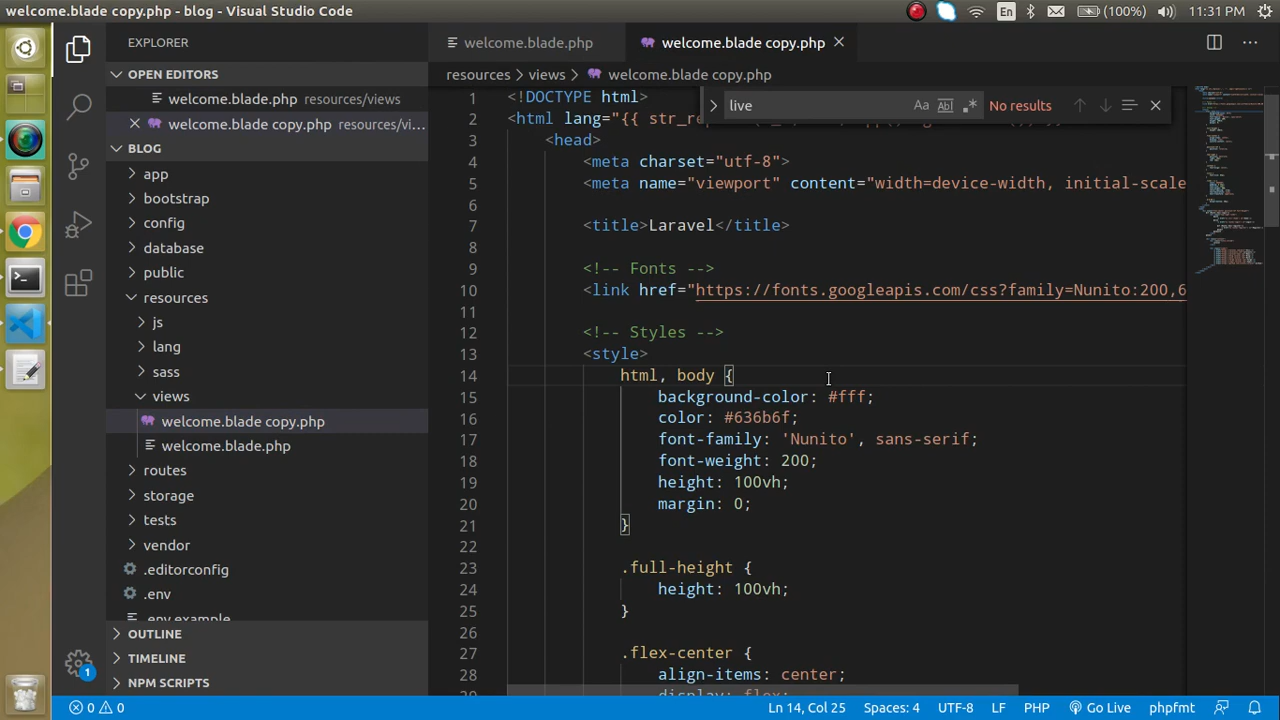 welcome.blade copy.php - blog - Visual Studio Code
En
(100%)
11:31 PM
EXPLORER
OPEN EDITORS
welcome.blade.php resources/views
welcome.blade copy.php resources/vi...
BLOG
app
bootstrap
config
database
public
resources
js
lang
sass
views
welcome.blade copy.php
welcome.blade.php
routes
storage
tests
vendor
.editorconfig
.env
.env.example
OUTLINE
TIMELINE
NPM SCRIPTS
1
welcome.blade.php
welcome.blade copy.php
resources > views > welcome.blade copy.php
live
Aa Abl .*
No results
1 <!DOCTYPE html>
2 <html lang="{{
3 <head>
4 <meta charset="utf-8">
5 <meta name="viewport" content="width=device-width, initial-scale
6
7 <title>Laravel</title>
8
9 <!-- Fonts -->
10 <link href="https://fonts.googleapis.com/css?family=Nunito:200,6
11
12 <!-- Styles -->
13 <style>
14 html, body {
15 background-color: #fff;
16 color: #636b6f;
17 font-family: 'Nunito', sans-serif;
18 font-weight: 200;
19 height: 100vh;
20 margin: 0;
21 }
22
23 .full-height {
24 height: 100vh;
25 }
26
27 .flex-center {
28 align-items: center;
29 display: flex;
0 0
Ln 14, Col 25
Spaces: 4
UTF-8
LF
PHP
Go Live
phpfmt